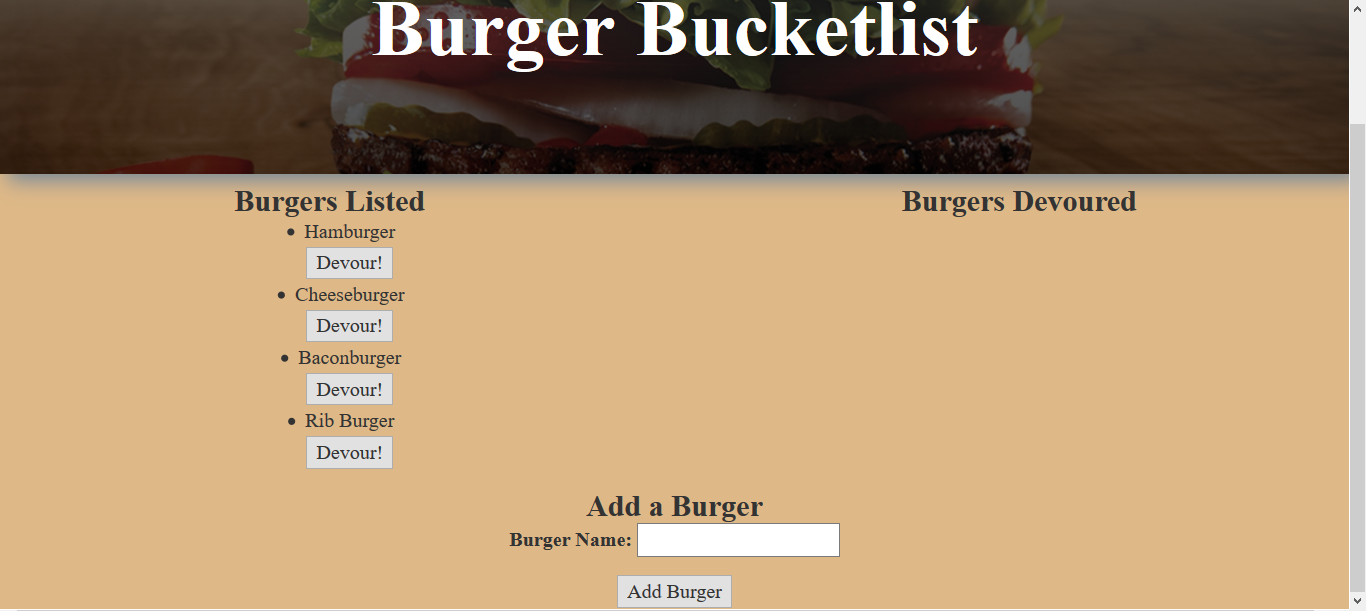 Burger Bucketlist
Burgers Listed
Hamburger
Devour!
Cheeseburger
Devour!
Baconburger
Devour!
Rib Burger
Devour!
Burgers Devoured
Add a Burger
Burger Name:
Add Burger